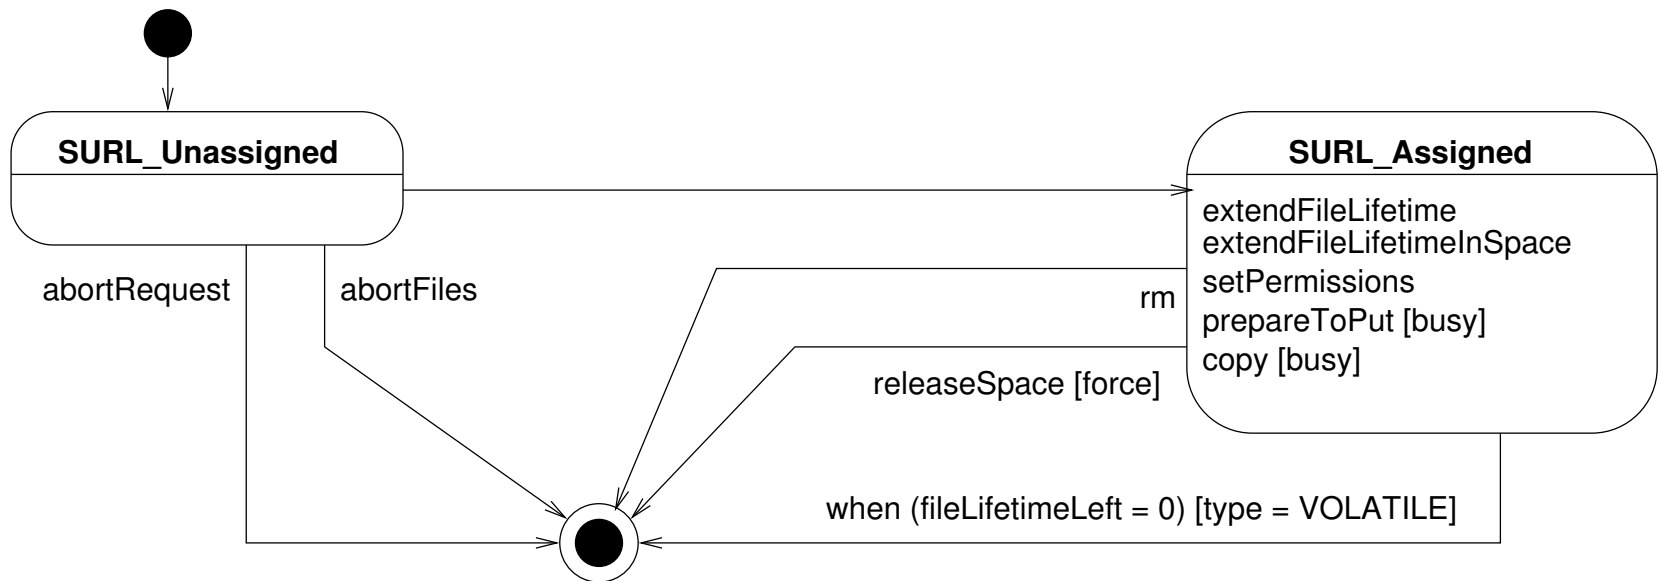 SURL_Unassigned
abortRequest
abortFiles
SURL_Assigned
extendFileLifetime
extendFileLifetimeInSpace
setPermissions
prepareToPut [busy]
copy [busy]
rm
releaseSpace [force]
when (fileLifetimeLeft = 0) [type = VOLATILE]